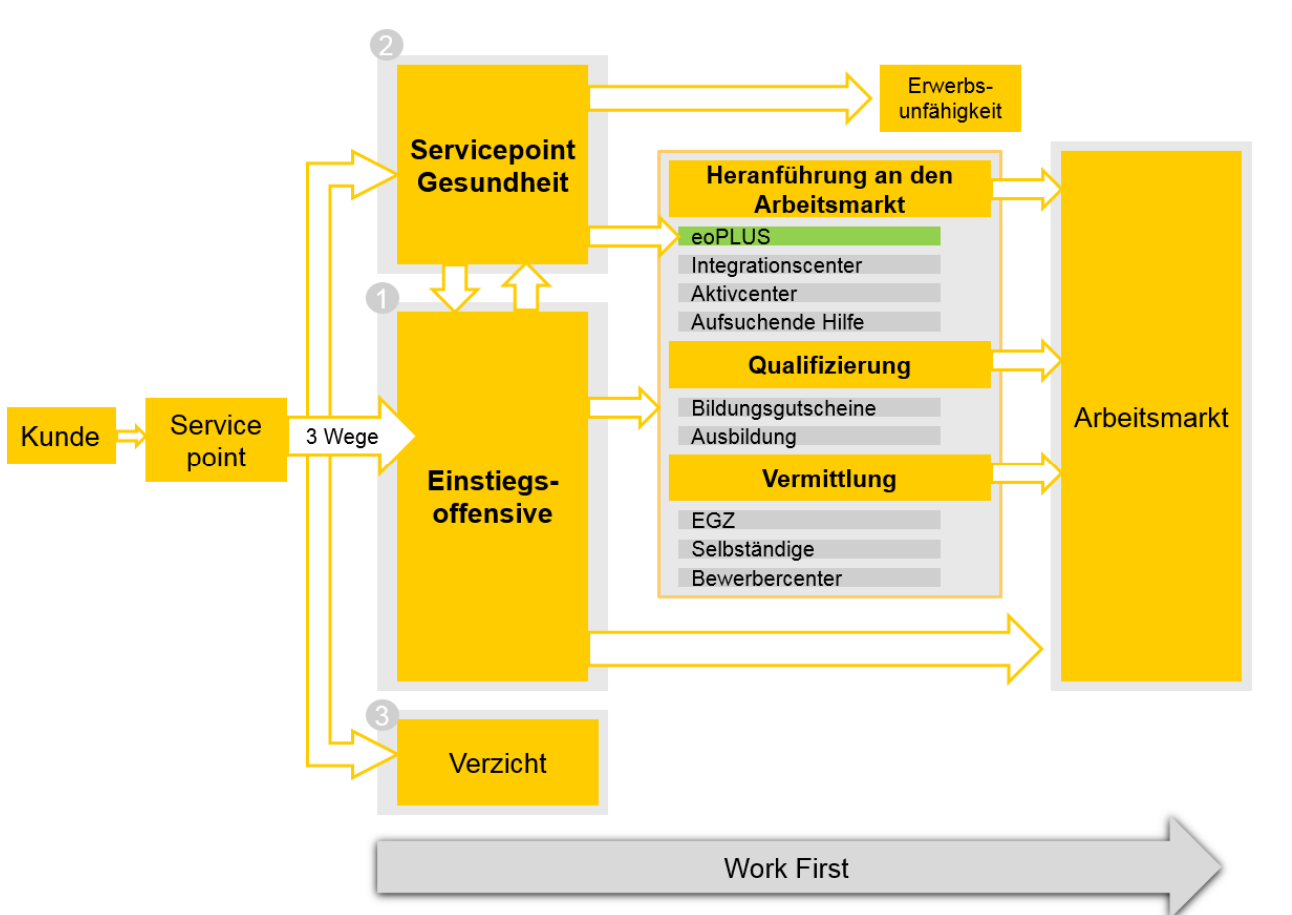 2
Servicepoint
Gesundheit
Erwerbs-
unfähigkeit
Heranführung an den
Arbeitsmarkt
eoPLUS
Integrationscenter
Aktivcenter
Aufsuchende Hilfe
Qualifizierung
Bildungsgutscheine
Ausbildung
Vermittlung
EGZ
Selbständige
Bewerbercenter
Arbeitsmarkt
Kunde
Service
point
3 Wege
1
Einstiegs-
offensive
3
Verzicht
Work First